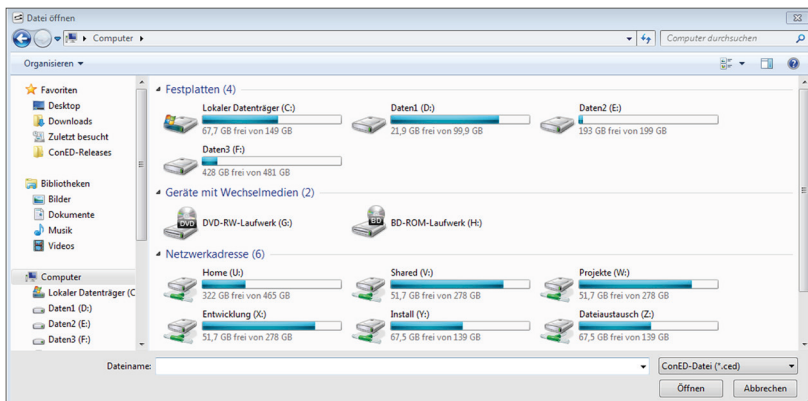 Datei öffnen
Computer
Computer durchsuchen
Organisieren
Favoriten
Desktop
Downloads
Zuletzt besucht
ConED-Releases
Bibliotheken
Bilder
Dokumente
Musik
Videos
Computer
Lokaler Datenträger (C
Daten1 (D:)
Daten2 (E:)
Daten3 (F:)
Festplatten (4)
Lokaler Datenträger (C:)
67,7 GB frei von 149 GB
Daten1 (D:)
21,9 GB frei von 99,9 GB
Daten2 (E:)
193 GB frei von 199 GB
Daten3 (F:)
428 GB frei von 481 GB
Geräte mit Wechselmedien (2)
DVD
DVD-RW-Laufwerk (G:)
BD
BD-ROM-Laufwerk (H:)
Netzwerkadresse (6)
Home (U:)
322 GB frei von 465 GB
Shared (V:)
51,7 GB frei von 278 GB
Projekte (W:)
51,7 GB frei von 278 GB
Entwicklung (X:)
51,7 GB frei von 278 GB
Install (Y:)
67,5 GB frei von 139 GB
Dateiaustausch (Z:)
67,5 GB frei von 139 GB
Dateiname:
ConED-Datei (*.ced)
Öffnen
Abbrechen